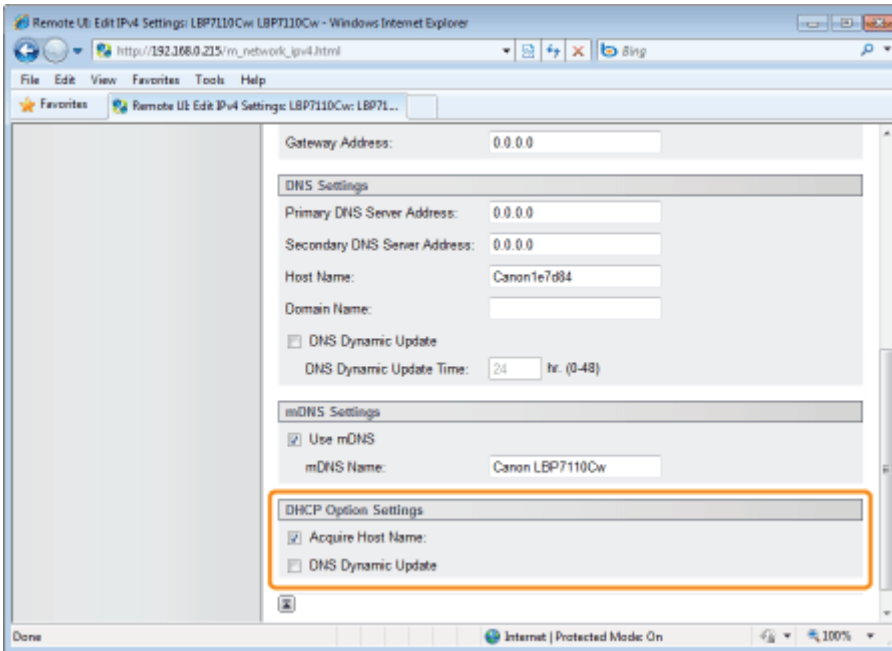 Remote UI: Edit IPv4 Settings: LBP7110Cw: LBP7110Cw - Windows Internet Explorer
http://192.168.0.215/m_network_ipv4.html
Bing
File Edit View Favorites Tools Help
Favorites Remote UI: Edit IPv4 Settings: LBP7110Cw: LBP71...
Gateway Address: 0.0.0.0
DNS Settings
Primary DNS Server Address: 0.0.0.0
Secondary DNS Server Address: 0.0.0.0
Host Name: Canon1e7d84
Domain Name:
DNS Dynamic Update
DNS Dynamic Update Time: 24 hr. (0-48)
mDNS Settings
Use mDNS
mDNS Name: Canon LBP7110Cw
DHCP Option Settings
Acquire Host Name:
DNS Dynamic Update
Done Internet | Protected Mode: On 100%